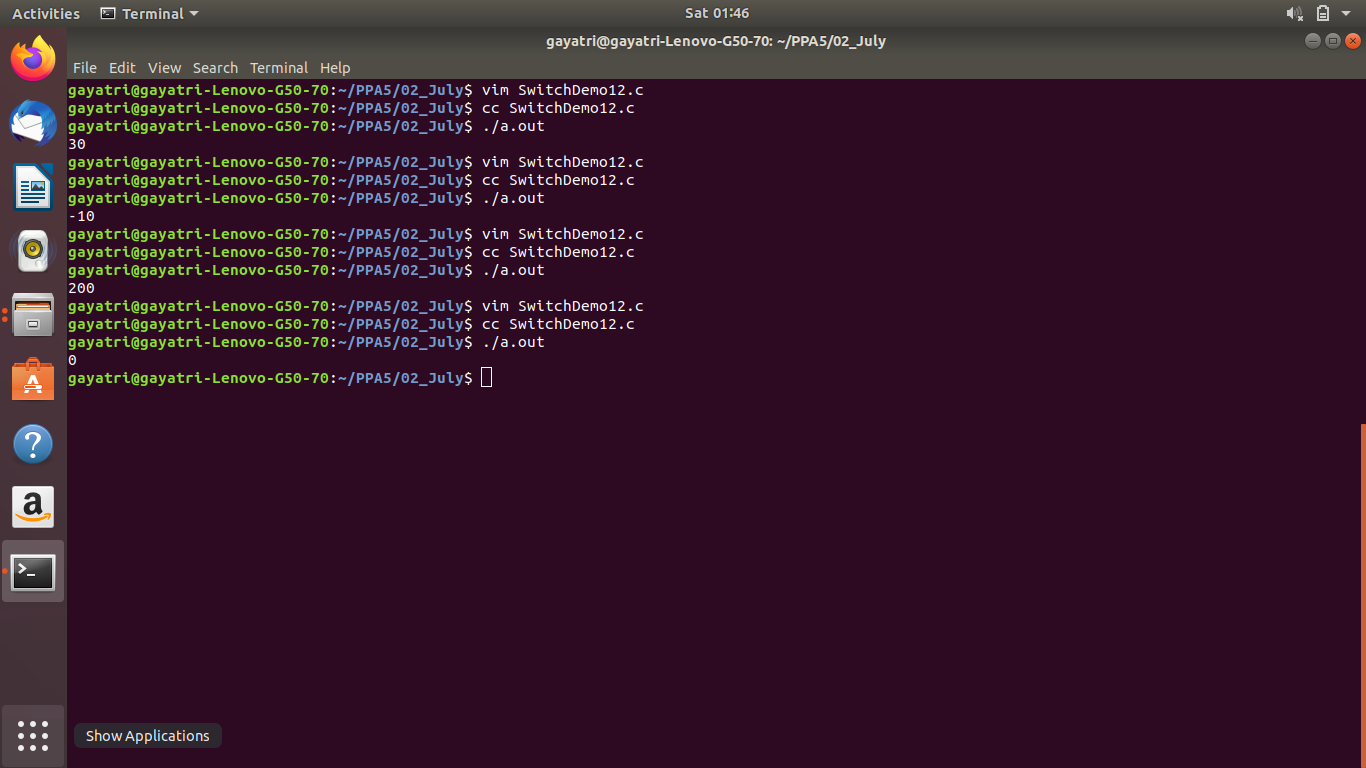 Activities Terminal Sat 01:46
gayatri@gayatri-Lenovo-G50-70: ~/PPA5/02_July
File Edit View Search Terminal Help
gayatri@gayatri-Lenovo-G50-70:~/PPA5/02_July$ vim SwitchDemo12.c
gayatri@gayatri-Lenovo-G50-70:~/PPA5/02_July$ cc SwitchDemo12.c
gayatri@gayatri-Lenovo-G50-70:~/PPA5/02_July$ ./a.out
30
gayatri@gayatri-Lenovo-G50-70:~/PPA5/02_July$ vim SwitchDemo12.c
gayatri@gayatri-Lenovo-G50-70:~/PPA5/02_July$ cc SwitchDemo12.c
gayatri@gayatri-Lenovo-G50-70:~/PPA5/02_July$ ./a.out
-10
gayatri@gayatri-Lenovo-G50-70:~/PPA5/02_July$ vim SwitchDemo12.c
gayatri@gayatri-Lenovo-G50-70:~/PPA5/02_July$ cc SwitchDemo12.c
gayatri@gayatri-Lenovo-G50-70:~/PPA5/02_July$ ./a.out
200
gayatri@gayatri-Lenovo-G50-70:~/PPA5/02_July$ vim SwitchDemo12.c
gayatri@gayatri-Lenovo-G50-70:~/PPA5/02_July$ cc SwitchDemo12.c
gayatri@gayatri-Lenovo-G50-70:~/PPA5/02_July$ ./a.out
0
gayatri@gayatri-Lenovo-G50-70:~/PPA5/02_July$
Show Applications